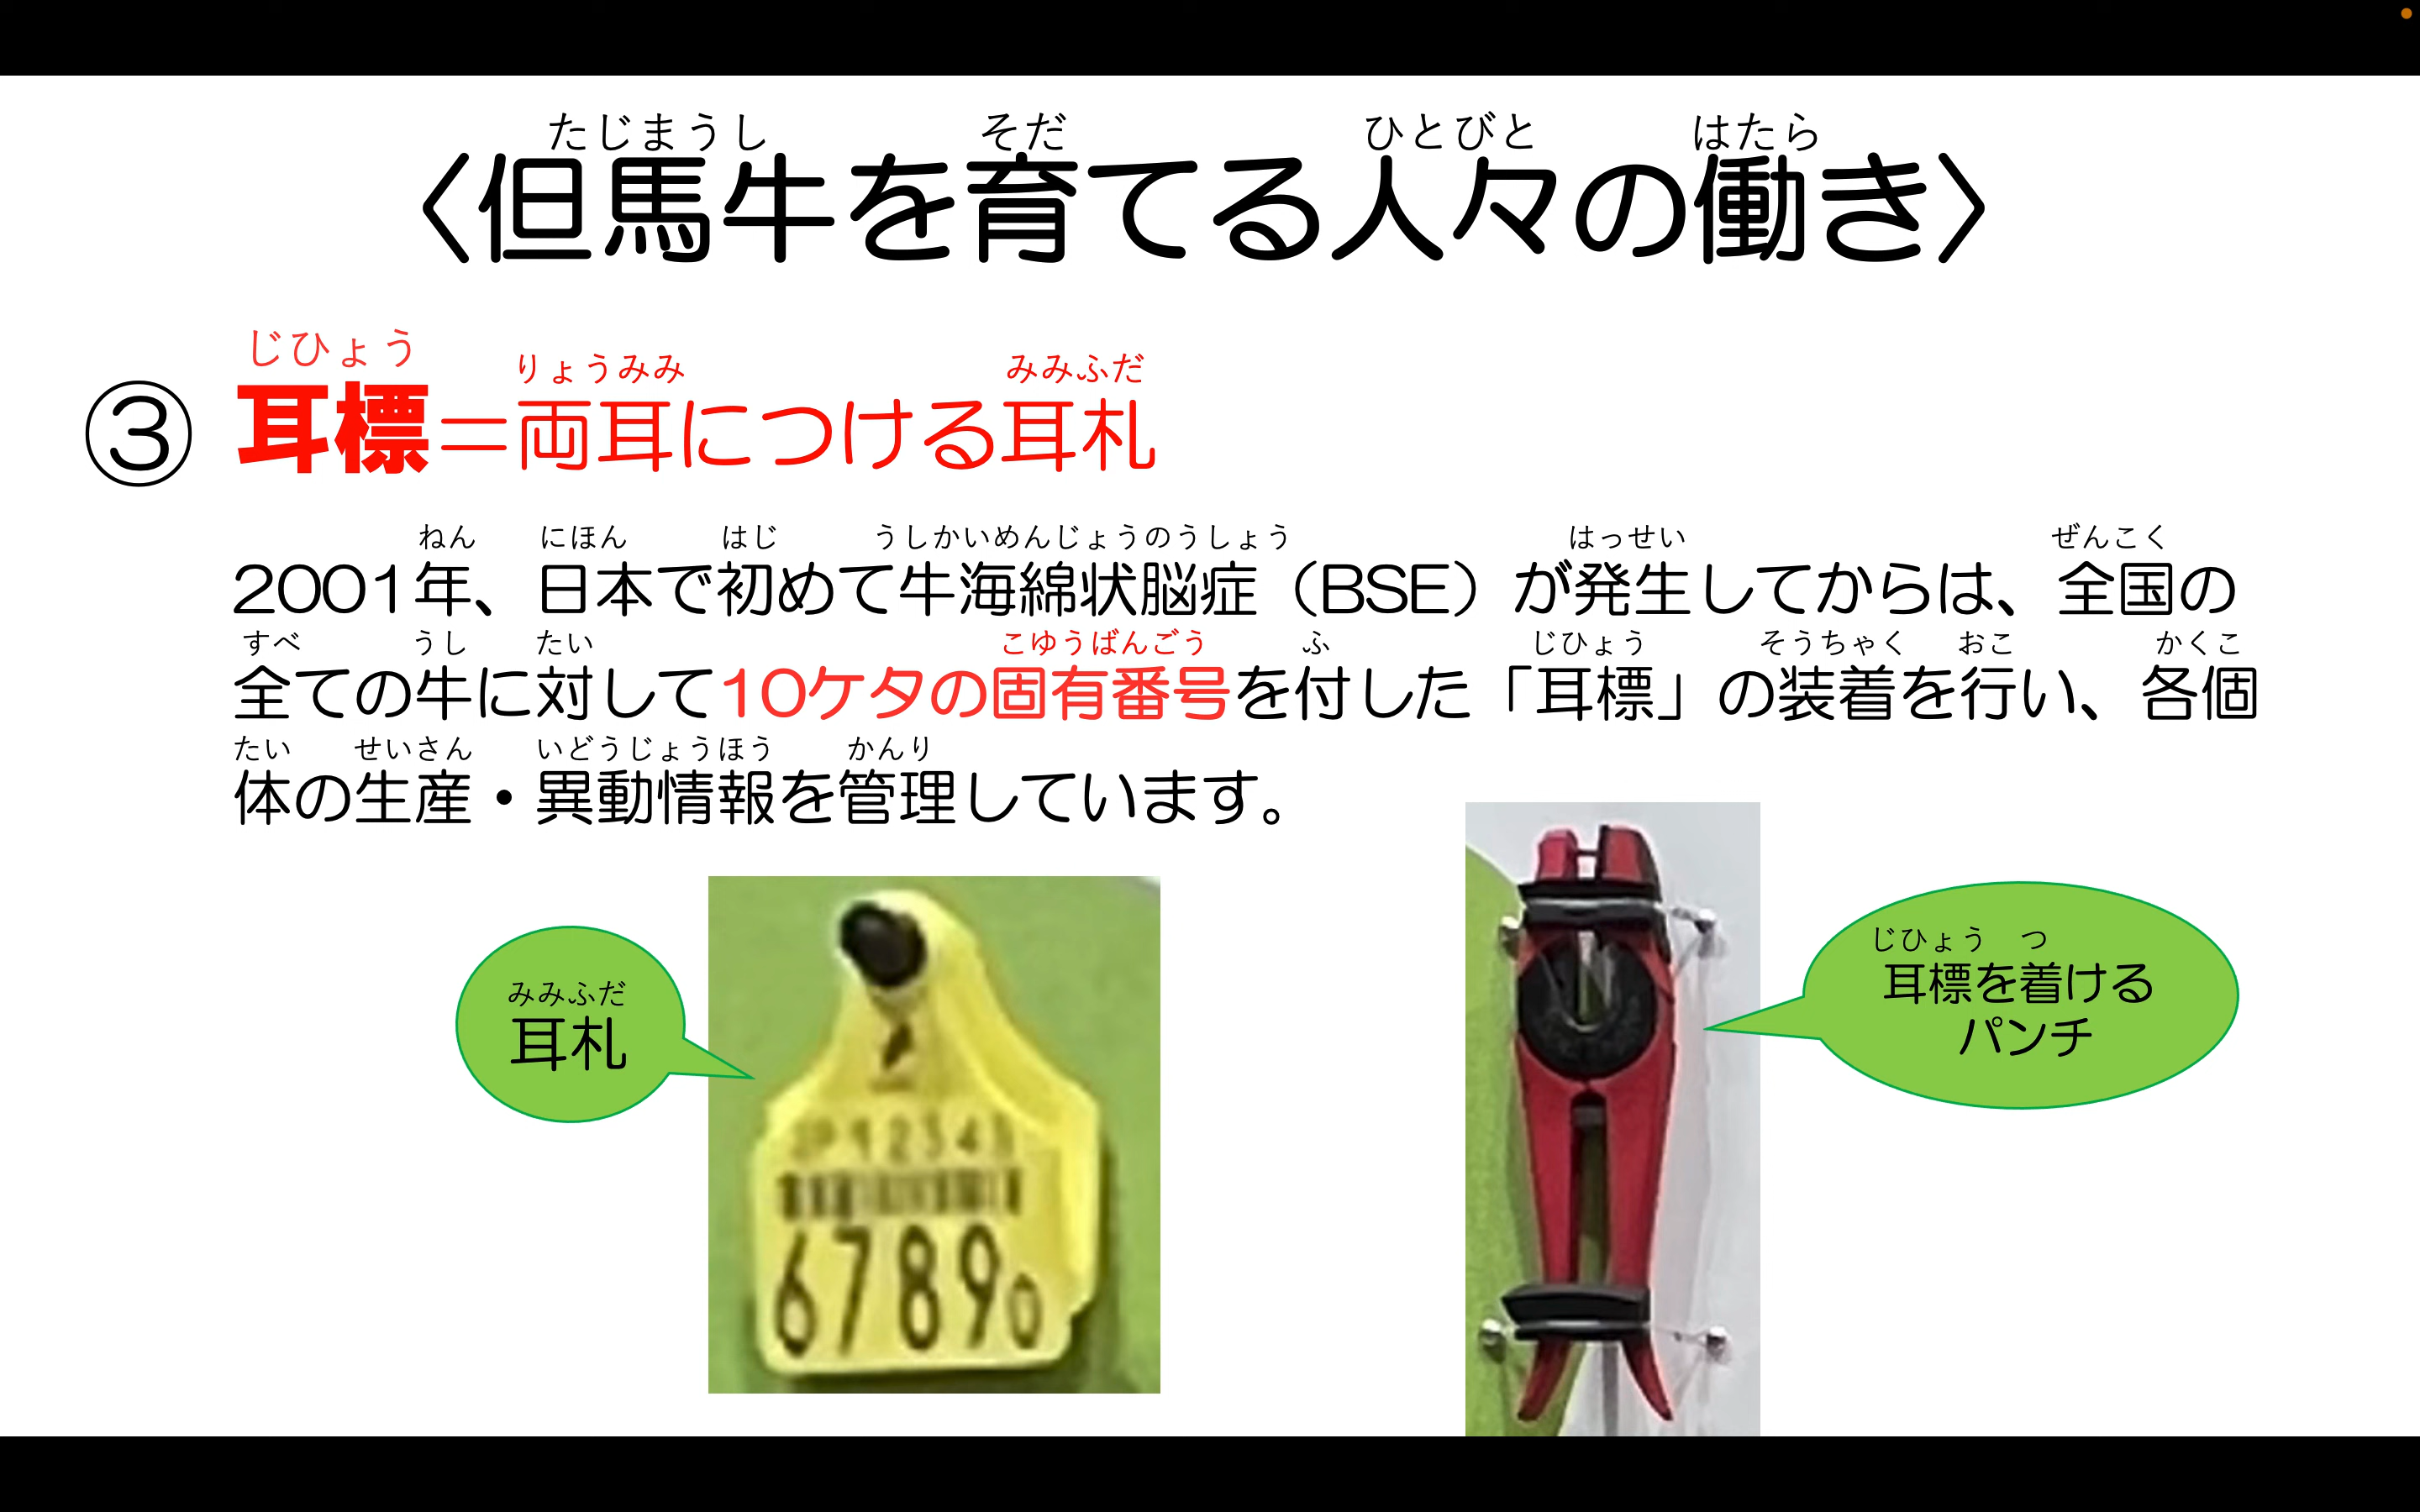 たじまうし そだ ひとびと はたら
〈但馬牛を育てる人々の働き〉
じひょう りょうみみ みみふだ
③ 耳標＝両耳につける耳札
ねん にほん はじ うしかいめんじょうのうしょう はっせい ぜんこく
2001年、日本で初めて牛海綿状脳症（BSE）が発生してからは、全国の
すべ うし たい こゆうばんごう ふ じひょう そうちゃく おこ かくこ
全ての牛に対して10ケタの固有番号を付した「耳標」の装着を行い、各個
たい せいさん いどうじょうほう かんり
体の生産・異動情報を管理しています。
みみふだ
耳札
JP12345
67890
じひょう つ
耳標を着ける
パンチ